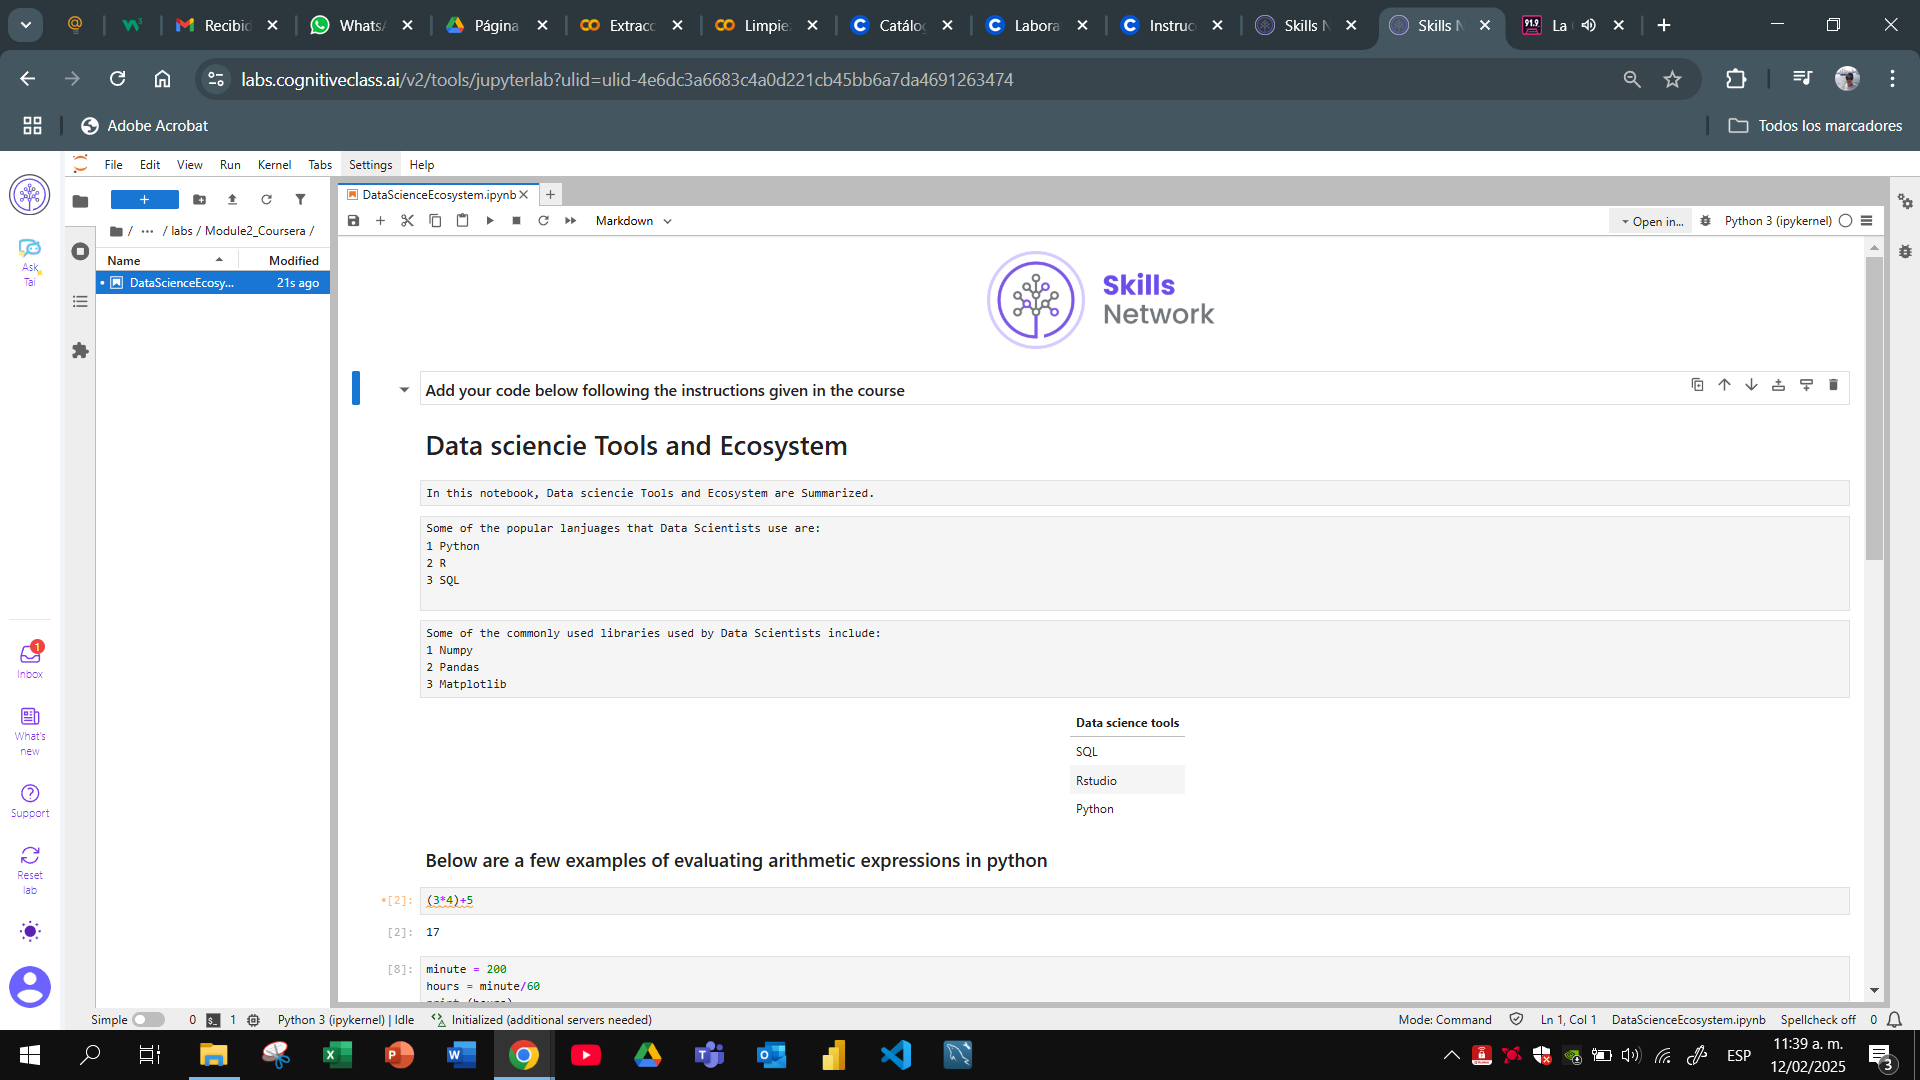 Recibid
WhatsA
Página
Extracc
Limpie
Catálog
Labora
Instruc
Skills N
Skills N
91.9
La
labs.cognitiveclass.ai/v2/tools/jupyterlab?ulid=ulid-4e6dc3a6683c4a0d221cb45bb6a7da4691263474
Adobe Acrobat
Todos los marcadores
File Edit View Run Kernel Tabs Settings Help
Ask Tai
/ ... / labs / Module2_Coursera /
Name
Modified
DataScienceEcosy...
21s ago
Inbox
1
What's new
Support
Reset lab
DataScienceEcosystem.ipynb
Markdown
Open in...
Python 3 (ipykernel)
Skills
Network
Add your code below following the instructions given in the course
Data sciencie Tools and Ecosystem
In this notebook, Data sciencie Tools and Ecosystem are Summarized.
Some of the popular lanjuages that Data Scientists use are:
1 Python
2 R
3 SQL
Some of the commonly used libraries used by Data Scientists include:
1 Numpy
2 Pandas
3 Matplotlib
Data science tools
SQL
Rstudio
Python
Below are a few examples of evaluating arithmetic expressions in python
[2]: (3*4)+5
[2]: 17
[8]: minute = 200
hours = minute/60
print (hours)
Simple 0 1 Python 3 (ipykernel) | Idle Initialized (additional servers needed)
Mode: Command Ln 1, Col 1 DataScienceEcosystem.ipynb Spellcheck off 0
ESP
11:39 a. m.
12/02/2025
3